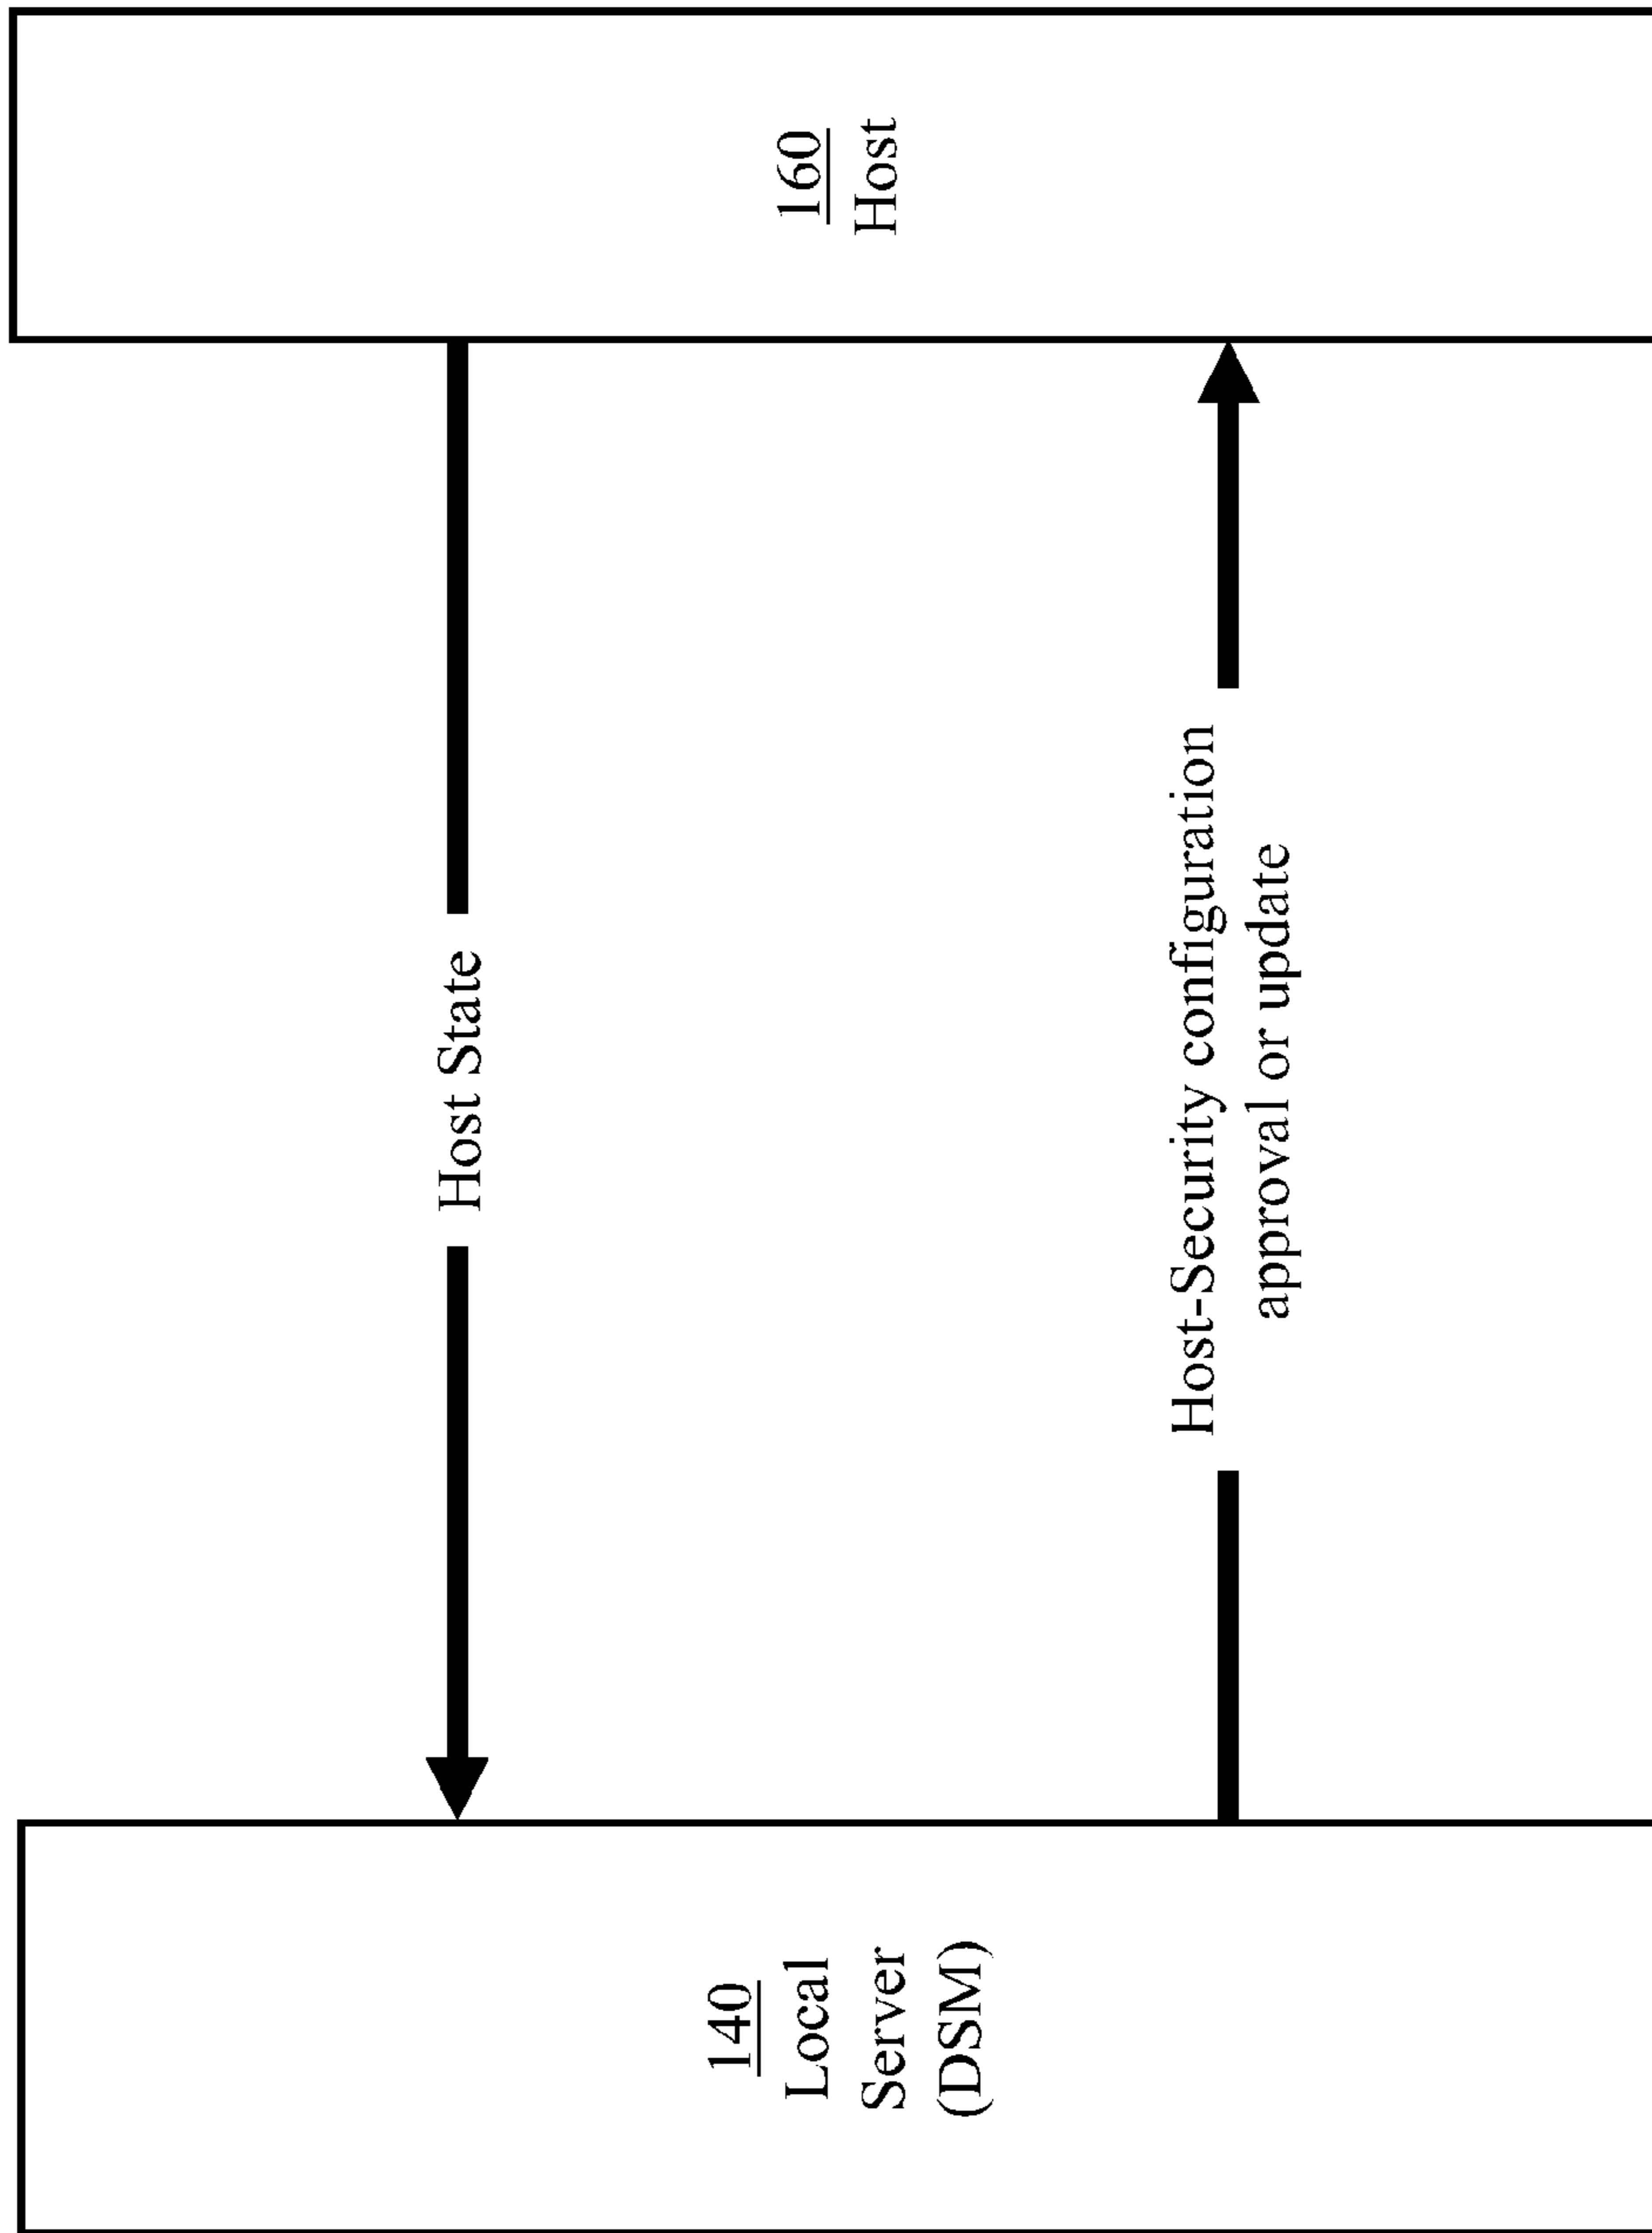 140
Local
Server
(DSM)
Host State
Host-Security configuration
approval or update
160
Host